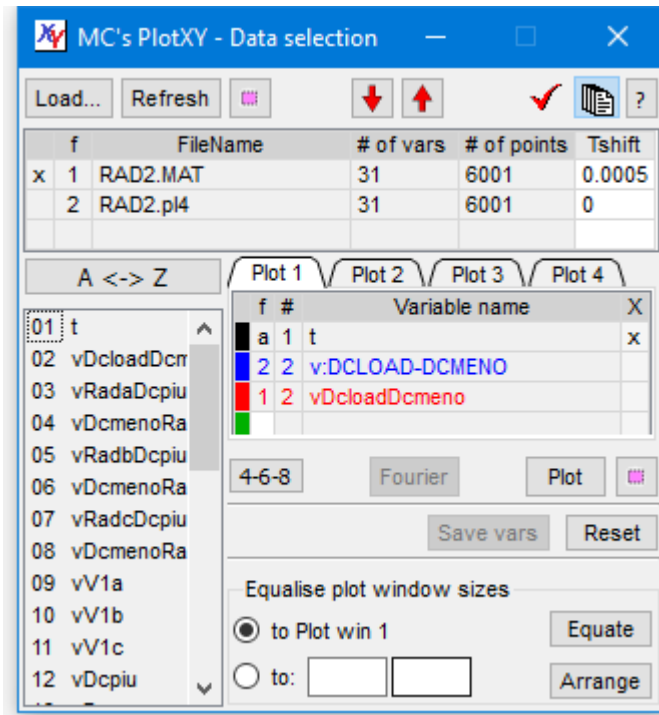 MC's PlotXY - Data selection
Load... Refresh ?
f FileName # of vars # of points Tshift
x 1 RAD2.MAT 31 6001 0.0005
2 RAD2.pl4 31 6001 0
A <-> Z
Plot 1 Plot 2 Plot 3 Plot 4
f # Variable name X
a 1 t x
2 2 v:DCLOAD-DCMENO
1 2 vDcloadDcmeno
01 t
02 vDcloadDcm
03 vRadaDcpiu
04 vDcmenoRa
05 vRadbDcpiu
06 vDcmenoRa
07 vRadcDcpiu
08 vDcmenoRa
09 vV1a
10 vV1b
11 vV1c
12 vDcpiu
4-6-8 Fourier Plot
Save vars Reset
Equalise plot window sizes
to Plot win 1 Equate
to: Arrange